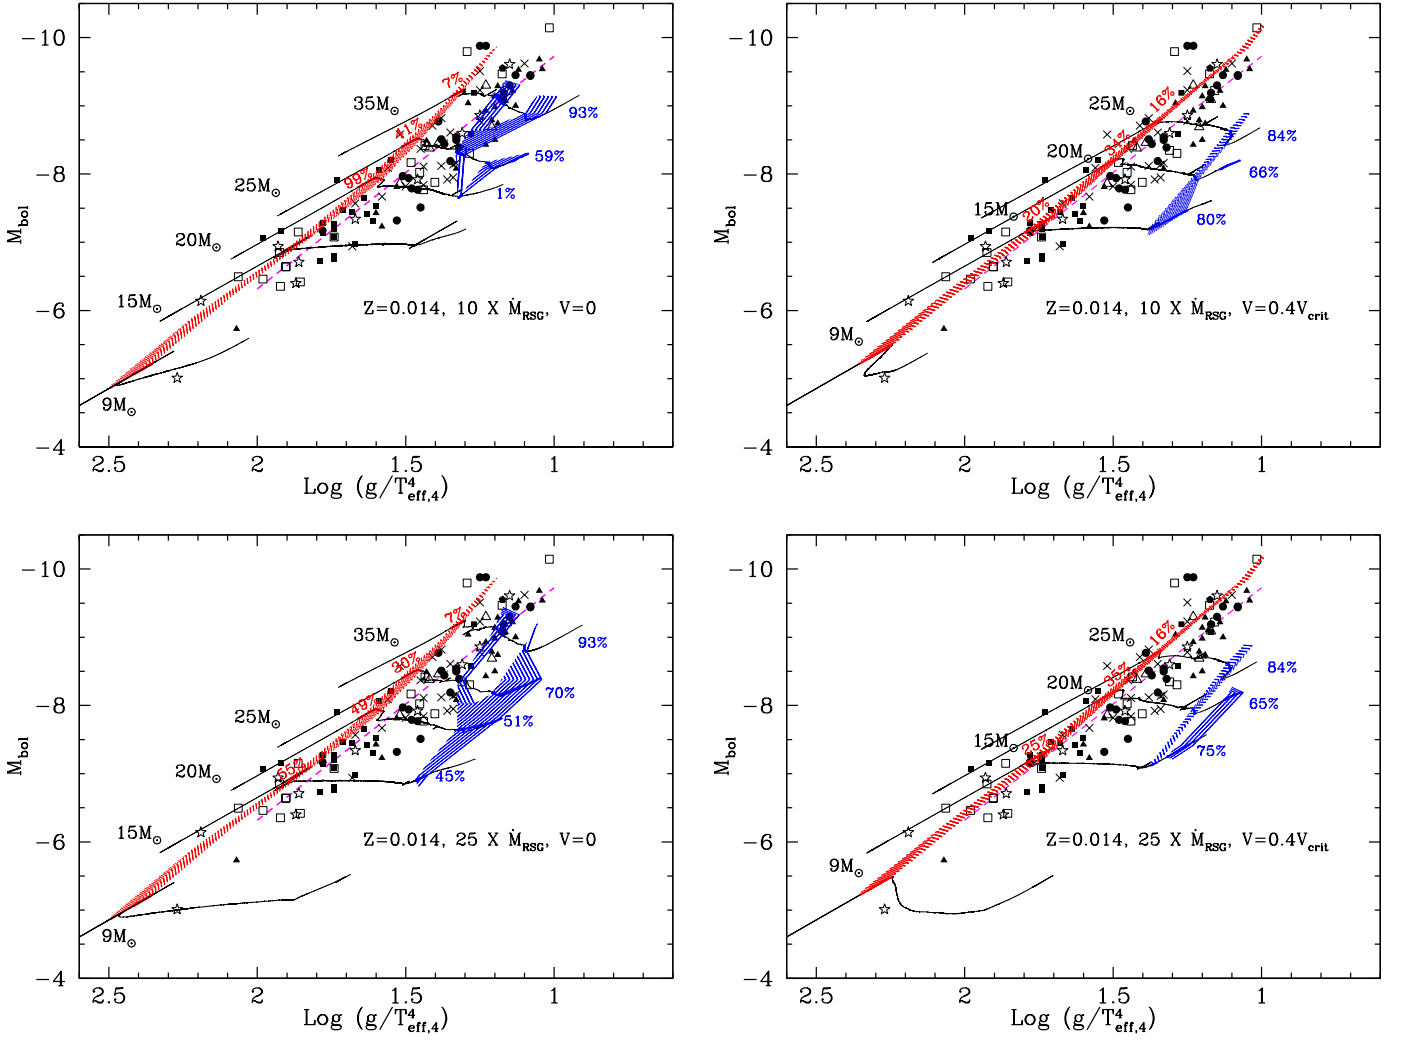 −10
−8
−6
−4
M_bol
35M⊙
25M⊙
20M⊙
15M⊙
9M⊙
7%
41%
99%
93%
59%
1%
Z=0.014, 10 X Ṁ_RSG, V=0
2.5 2 1.5 1
Log (g/T⁴_eff,4)
−10
−8
−6
−4
M_bol
25M⊙
20M⊙
15M⊙
9M⊙
16%
34%
20%
84%
66%
80%
Z=0.014, 10 X Ṁ_RSG, V=0.4V_crit
2.5 2 1.5 1
Log (g/T⁴_eff,4)
−10
−8
−6
−4
M_bol
35M⊙
25M⊙
20M⊙
15M⊙
9M⊙
7%
30%
49%
55%
93%
70%
51%
45%
Z=0.014, 25 X Ṁ_RSG, V=0
2.5 2 1.5 1
Log (g/T⁴_eff,4)
−10
−8
−6
−4
M_bol
25M⊙
20M⊙
15M⊙
9M⊙
16%
35%
25%
84%
65%
75%
Z=0.014, 25 X Ṁ_RSG, V=0.4V_crit
2.5 2 1.5 1
Log (g/T⁴_eff,4)